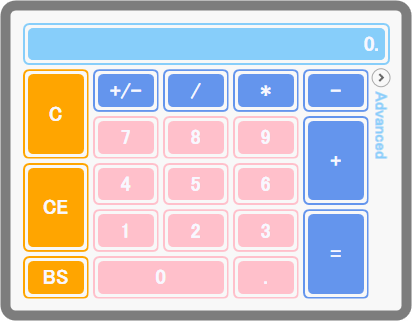 0.
C +/- / * -
7 8 9 +
CE 4 5 6
1 2 3 =
BS 0 .
Advanced